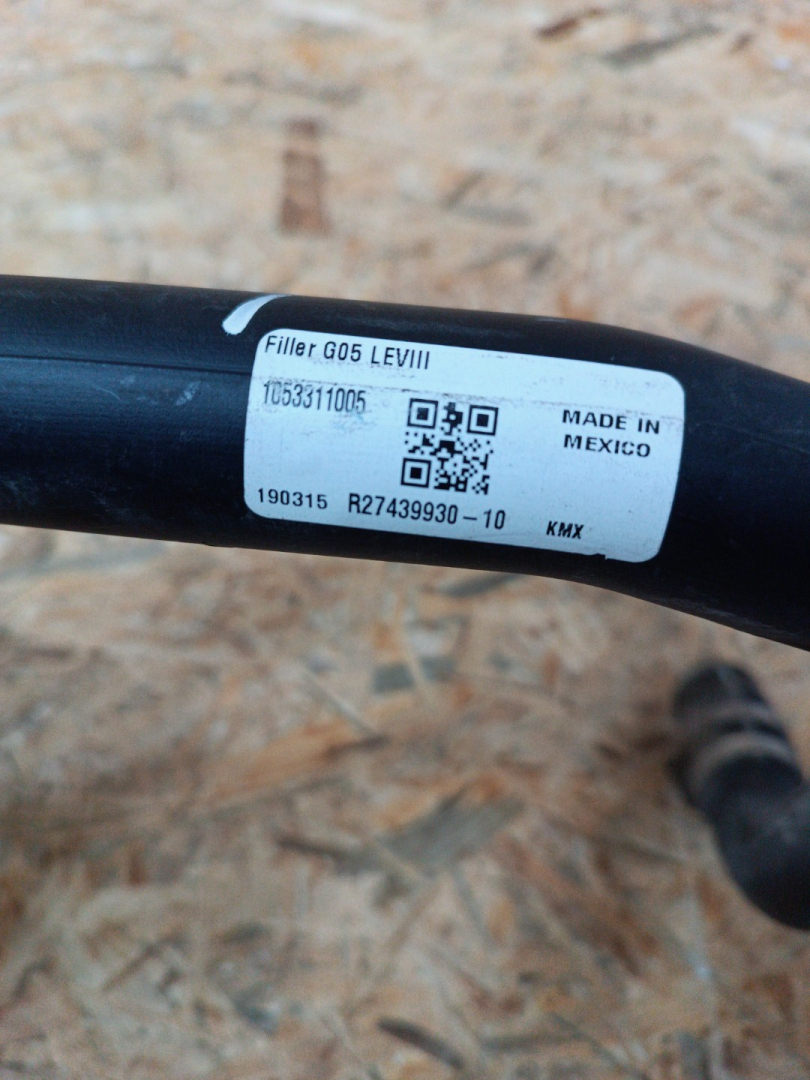 Filler G05 LEVIII
1053311005
MADE IN
MEXICO
190315 R27439930-10 KMX